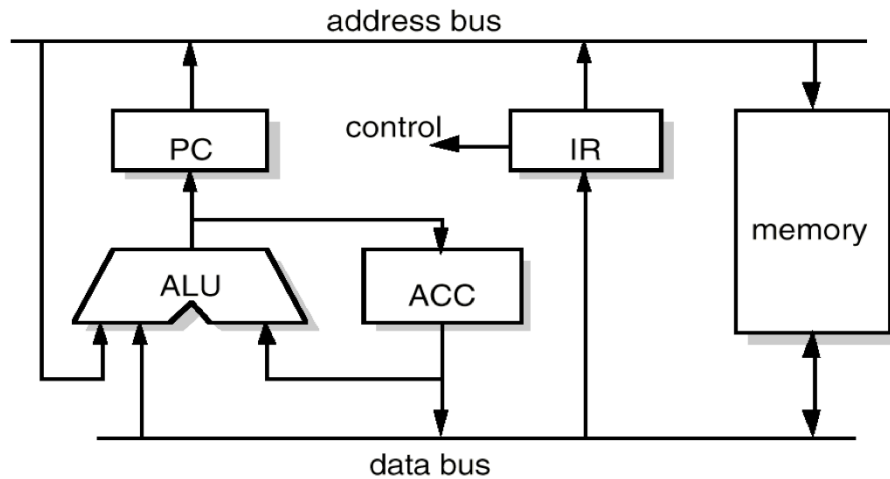 address bus
PC
control
IR
memory
ALU
ACC
data bus